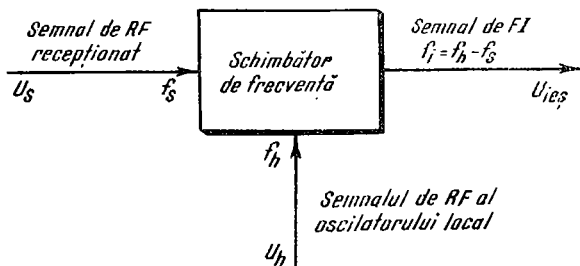 Semnal de RF
recepționat
U_s
f_s
Schimbător
de frecvență
Semnal de FI
f_i = f_h - f_s
U_ieș
f_h
Semnalul de RF al
oscilatorului local
U_h